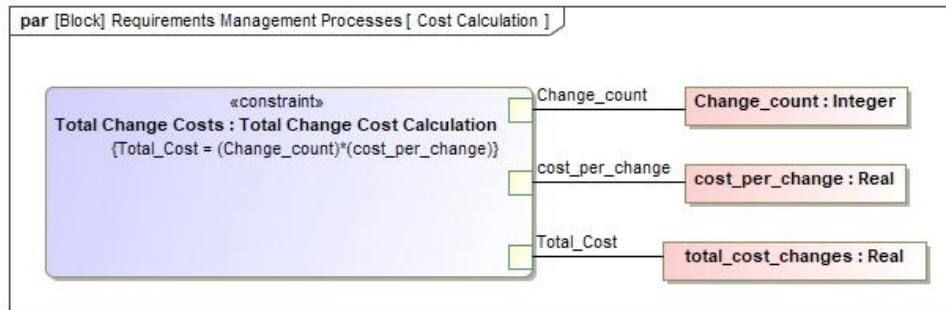 par [Block] Requirements Management Processes [ Cost Calculation ]
«constraint»
Total Change Costs : Total Change Cost Calculation
{Total_Cost = (Change_count)*(cost_per_change)}
Change_count
Change_count : Integer
cost_per_change
cost_per_change : Real
Total_Cost
total_cost_changes : Real